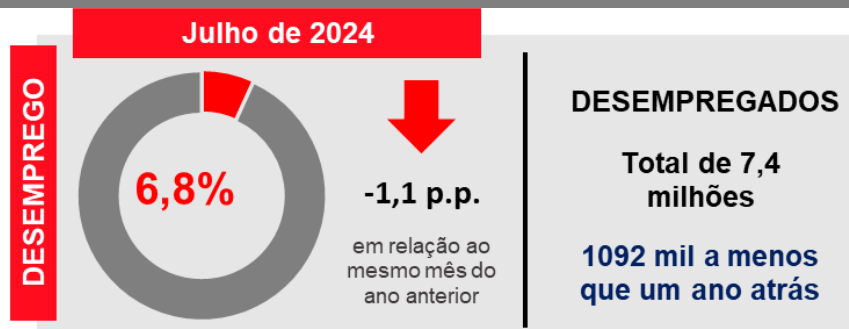 Julho de 2024
DESEMPREGO
6,8%
-1,1 p.p.
em relação ao
mesmo mês do
ano anterior
DESEMPREGADOS
Total de 7,4
milhões
1092 mil a menos
que um ano atrás